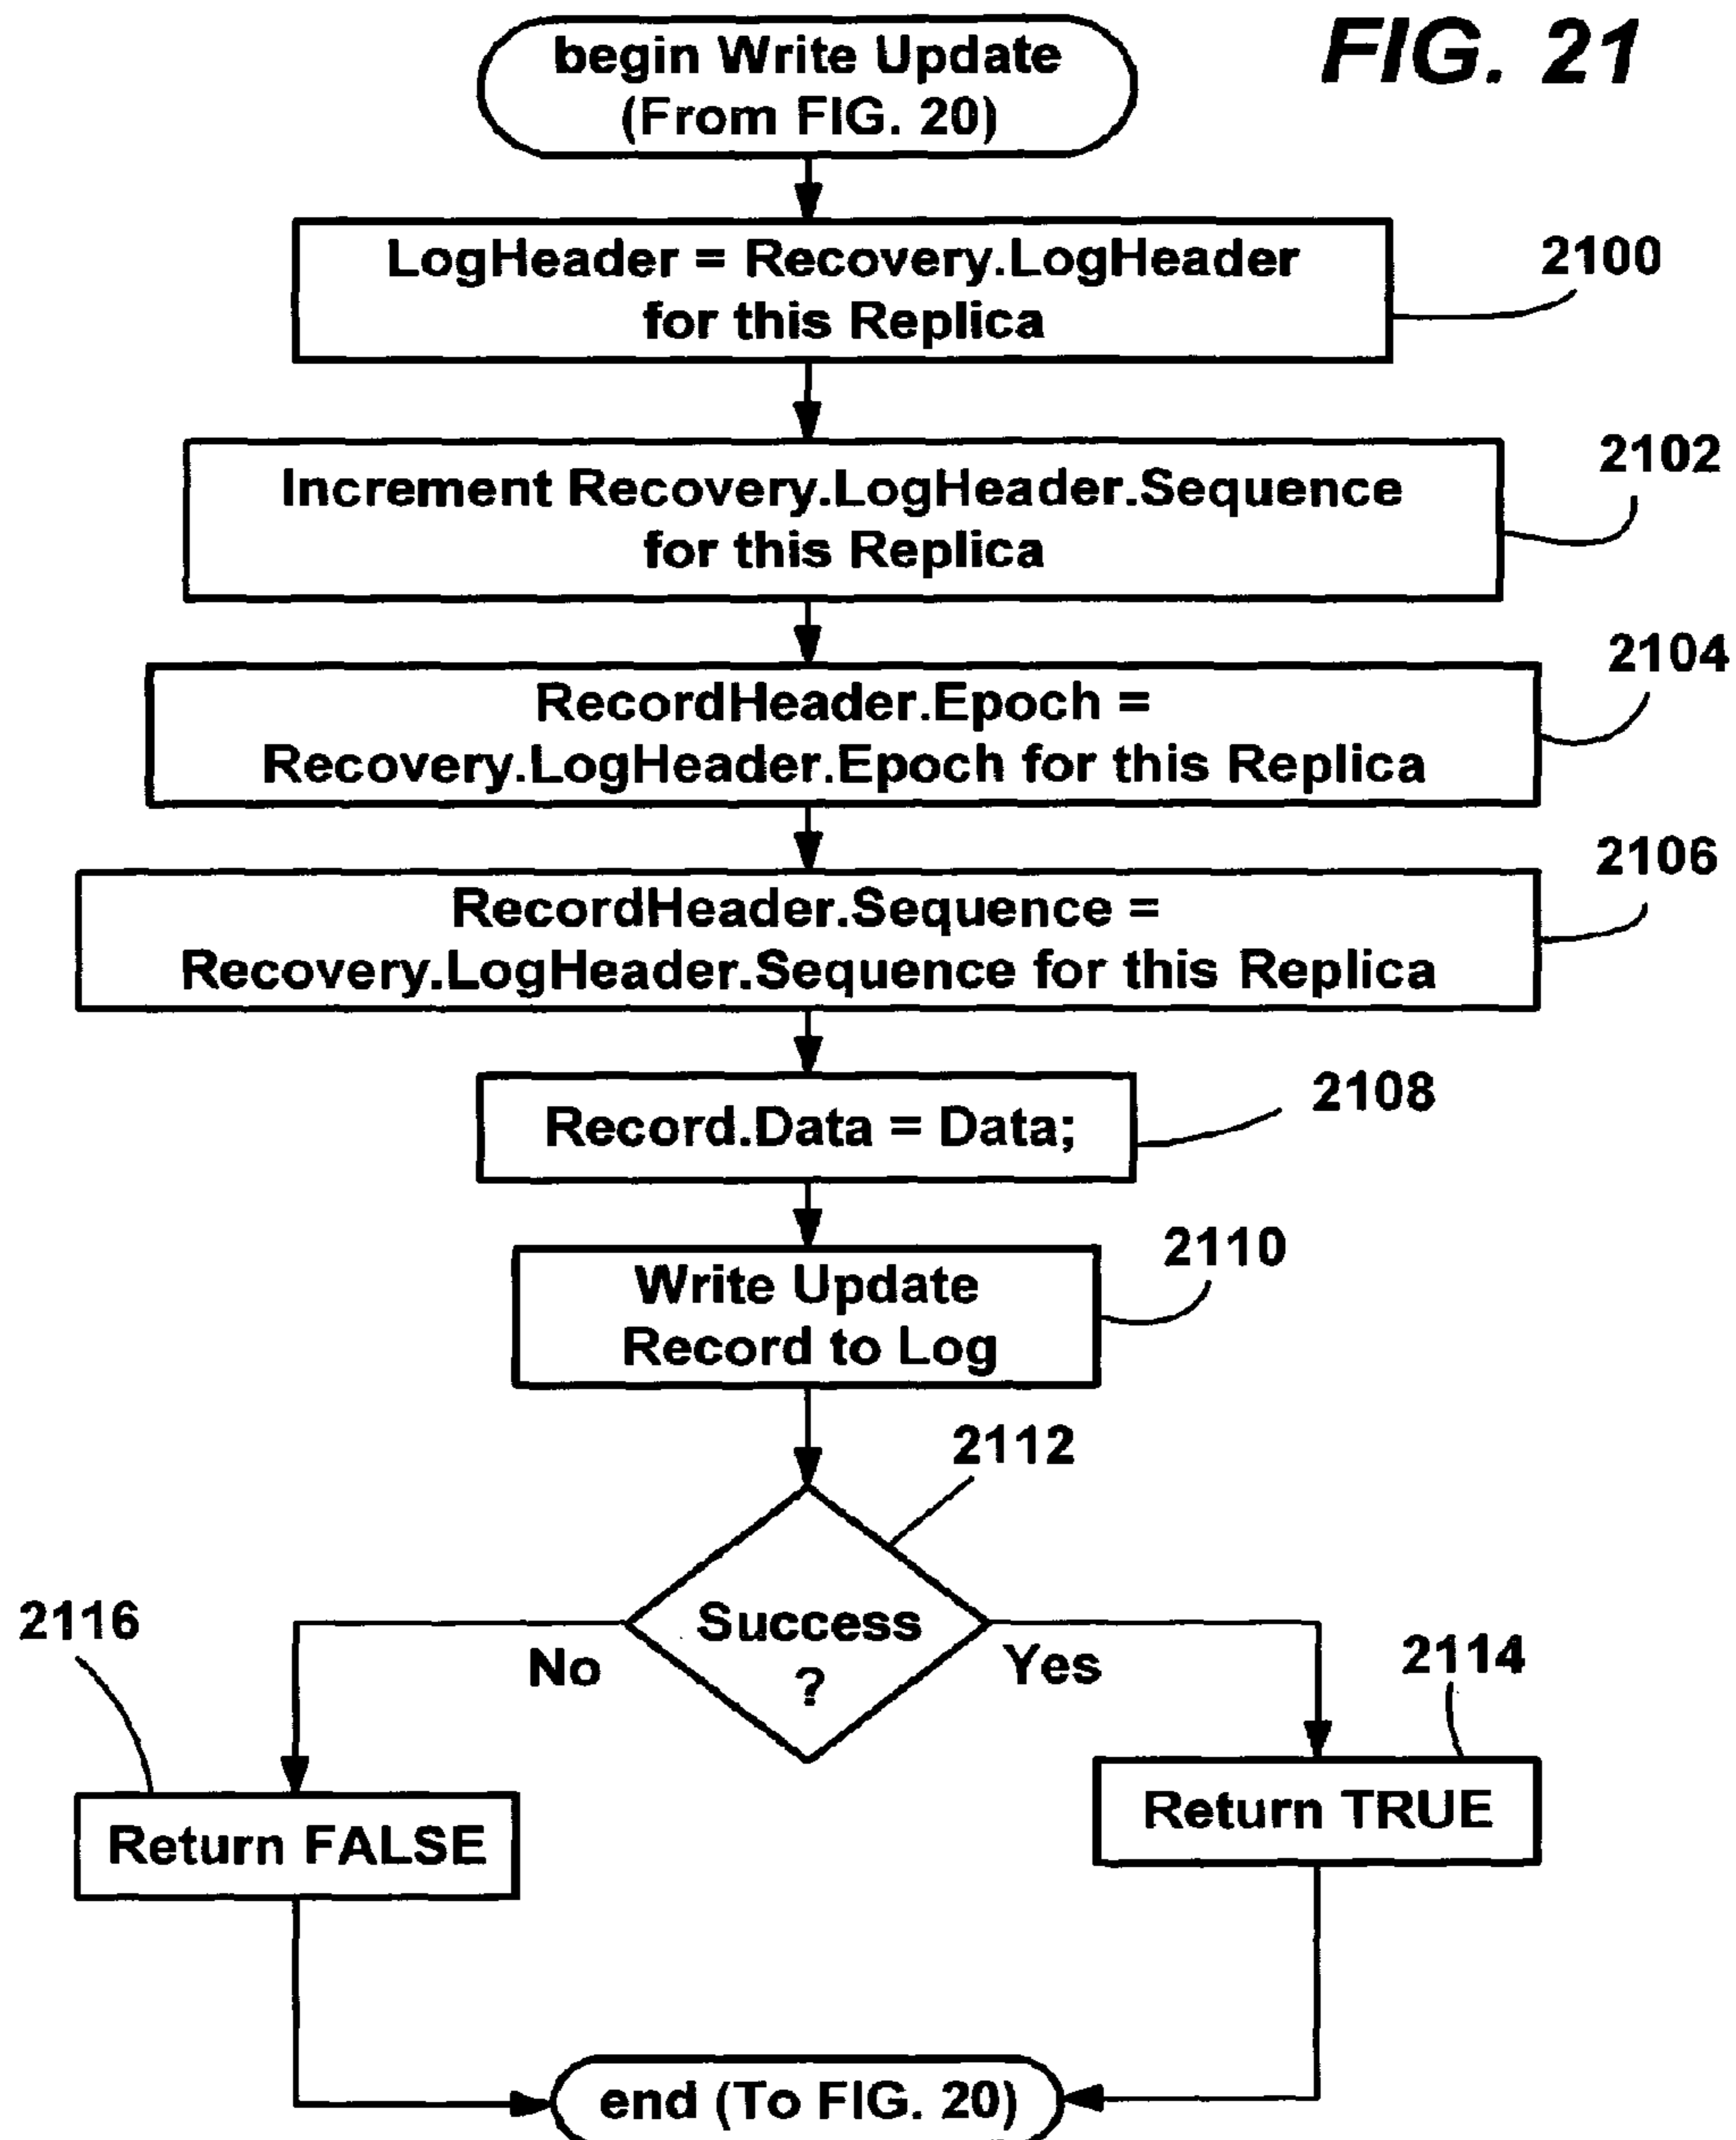 FIG. 21
begin Write Update
(From FIG. 20)
LogHeader = Recovery.LogHeader
for this Replica
2100
Increment Recovery.LogHeader.Sequence
for this Replica
2102
RecordHeader.Epoch =
Recovery.LogHeader.Epoch for this Replica
2104
RecordHeader.Sequence =
Recovery.LogHeader.Sequence for this Replica
2106
Record.Data = Data;
2108
Write Update
Record to Log
2110
2112
Success
?
No
Yes
2116
2114
Return FALSE
Return TRUE
end (To FIG. 20)